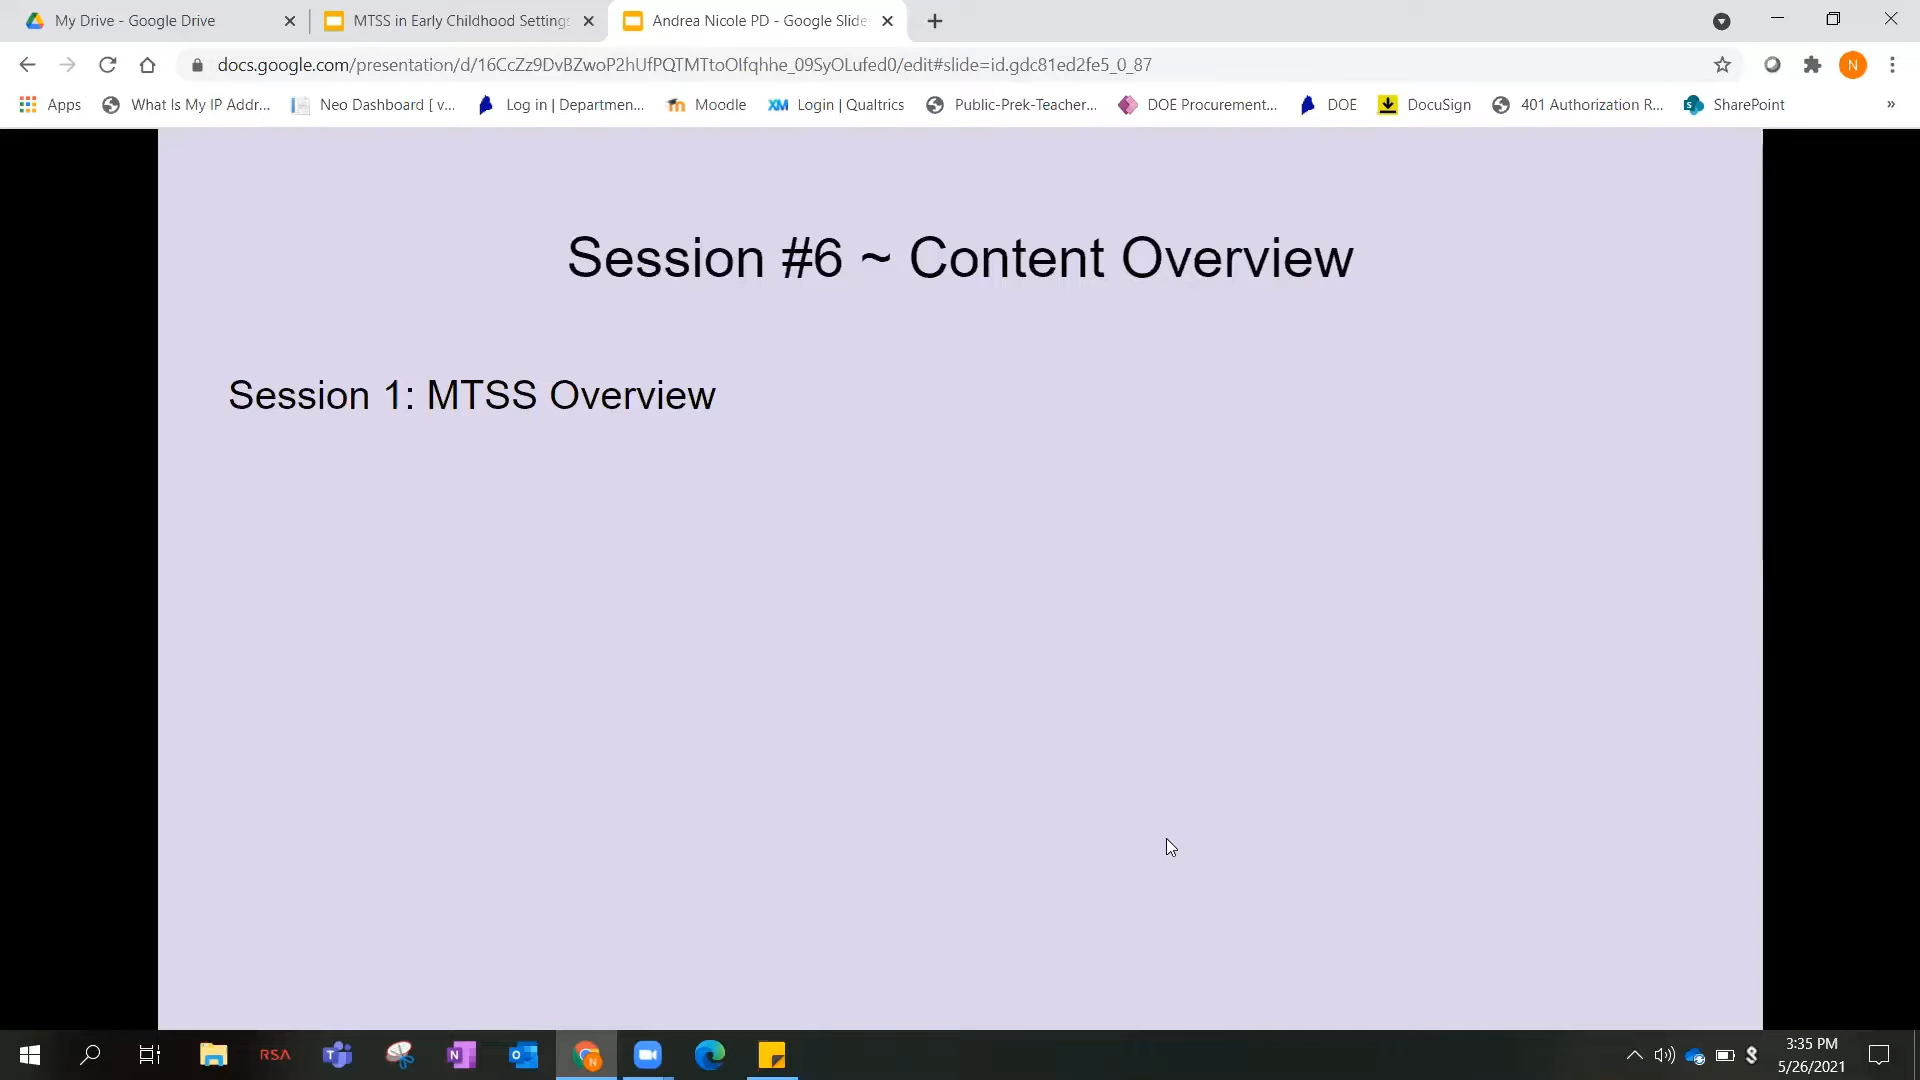 My Drive - Google Drive
MTSS in Early Childhood Settings
Andrea Nicole PD - Google Slide
docs.google.com/presentation/d/16CcZz9DvBZwoP2hUfPQTMTtoOIfqhhe_09SyOLufed0/edit#slide=id.gdc81ed2fe5_0_87
N
Apps
What Is My IP Addr...
Neo Dashboard [ v...
Log in | Departmen...
Moodle
XM Login | Qualtrics
Public-Prek-Teacher...
DOE Procurement...
DOE
DocuSign
401 Authorization R...
SharePoint
»
Session #6 ~ Content Overview
Session 1: MTSS Overview
RSA
3:35 PM
5/26/2021